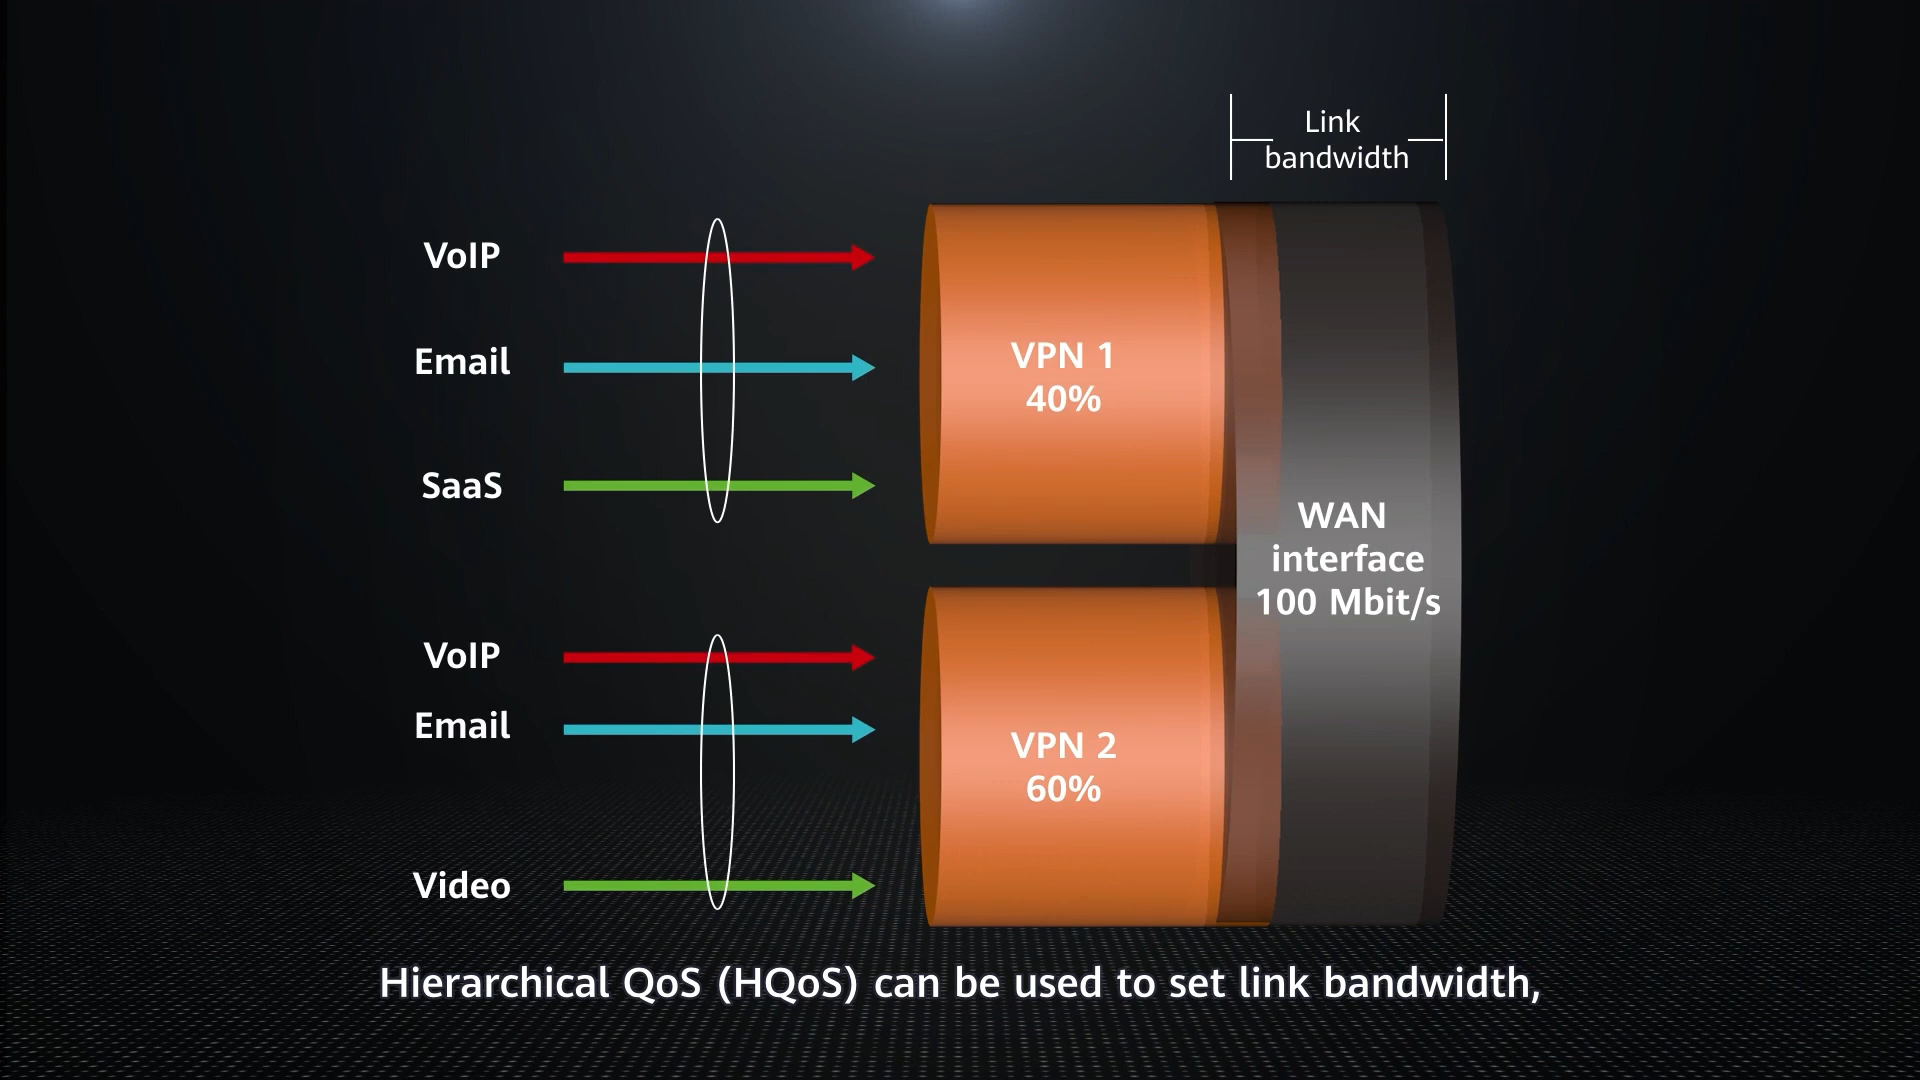 Link
bandwidth
VoIP
Email
SaaS
VPN 1
40%
WAN
interface
100 Mbit/s
VoIP
Email
Video
VPN 2
60%
Hierarchical QoS (HQoS) can be used to set link bandwidth,